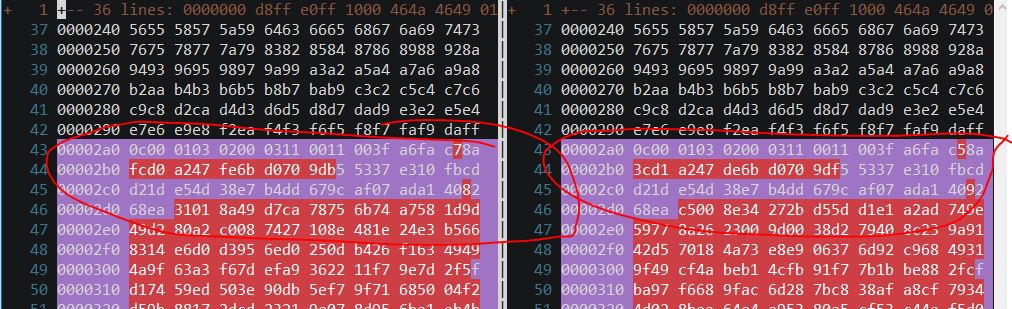 + 1 +-- 36 lines: 0000000 d8ff e0ff 1000 464a 4649 01
37 0000240 5655 5857 5a59 6463 6665 6867 6a69 7473
38 0000250 7675 7877 7a79 8382 8584 8786 8988 928a
39 0000260 9493 9695 9897 9a99 a3a2 a5a4 a7a6 a9a8
40 0000270 b2aa b4b3 b6b5 b8b7 bab9 c3c2 c5c4 c7c6
41 0000280 c9c8 d2ca d4d3 d6d5 d8d7 dad9 e3e2 e5e4
42 0000290 e7e6 e9e8 f2ea f4f3 f6f5 f8f7 faf9 daff
43 00002a0 0c00 0103 0200 0311 0011 003f a6fa
44 00002b0 fcd0 a247 fe6b d070 9db5 5337 e310 fbcd
45 00002c0 d21d e54d 38e7 b4dd 679c af07 ada1 4082
46 00002d0 68ea 3101 8a49 d7ca 7875 6b74 a758 1d9d
47 00002e0 49d2 80a2 c008 7427 108e 481e 24e3 b566
48 00002f0 8314 e6d0 d395 6ed0 250d b426 f163 4949
49 0000300 4a9f 63a3 f67d efa9 3622 11f7 9e7d 2f5f
50 0000310 d174 59ed 503e 90db 5ef7 9f71 6850 04f2
51
+ 1 +-- 36 lines: 0000000 d8ff e0ff 1000 464a 4649 01
37 0000240 5655 5857 5a59 6463 6665 6867 6a69 7473
38 0000250 7675 7877 7a79 8382 8584 8786 8988 928a
39 0000260 9493 9695 9897 9a99 a3a2 a5a4 a7a6 a9a8
40 0000270 b2aa b4b3 b6b5 b8b7 bab9 c3c2 c5c4 c7c6
41 0000280 c9c8 d2ca d4d3 d6d5 d8d7 dad9 e3e2 e5e4
42 0000290 e7e6 e9e8 f2ea f4f3 f6f5 f8f7 faf9 daff
43 00002a0 0c00 0103 0200 0311 0011 003f a6fa
44 00002b0 3cd1 a247 de6b d070 9df5 5337 e310
45 00002c0 d21d e54d 38e7 b4dd 679c af07 ada1 4092
46 00002d0 68ea c500 8e34 272b d55d d1e1 a2ad 749e
47 00002e0 5977 8a26 2300 9d00 38d2 7940 9a91
48 00002f0 42d5 7018 4a73 e8e9 0637 6d92 c968 4931
49 0000300 9f49 cf4a beb1 4cfb 91f7 7b1b be88 2fcf
50 0000310 ba97 f668 9fac 6d28 7bc8 38af a8cf 7934
51